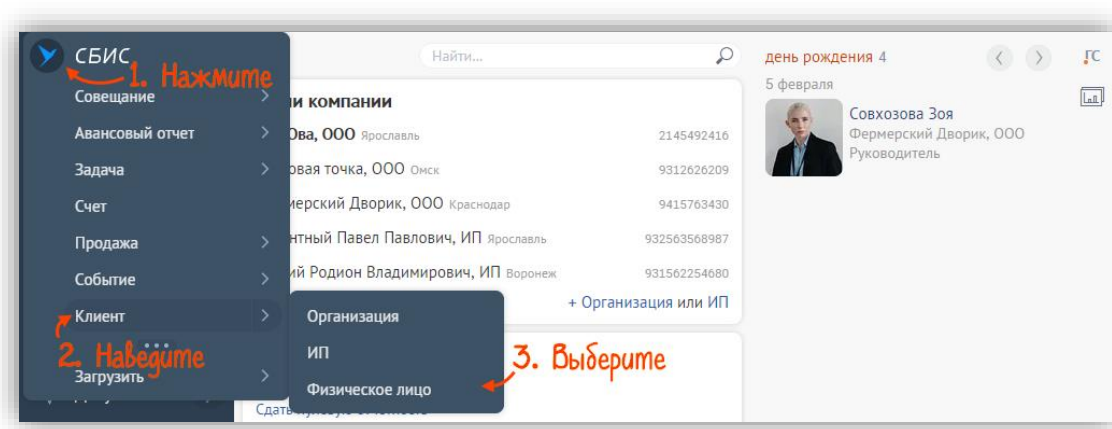 СБИС
1. Нажмите
Найти...
день рождения 4
ГС
5 февраля
Совещание
и компании
Совхозова Зоя
Фермерский Дворик, ООО
Руководитель
Авансовый отчет
Ова, ООО Ярославль 2145492416
Задача
овая точка, ООО Омск 9312626209
Счет
мерский Дворик, ООО Краснодар 9415763430
Продажа
нтный Павел Павлович, ИП Ярославль 932563568987
Событие
ий Родион Владимирович, ИП Воронеж 931562254680
+ Организация или ИП
Клиент
Организация
2. Наведите
ИП
3. Выберите
Загрузить
Физическое лицо
Сдать